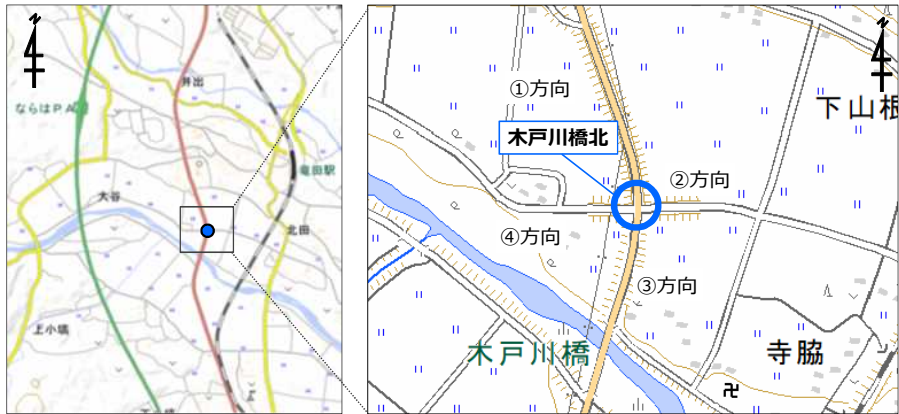 N
井出
ならはPA
竜田駅
大谷
北田
上小塙
N
①方向
下山根
木戸川橋北
②方向
④方向
③方向
木戸川橋
寺脇